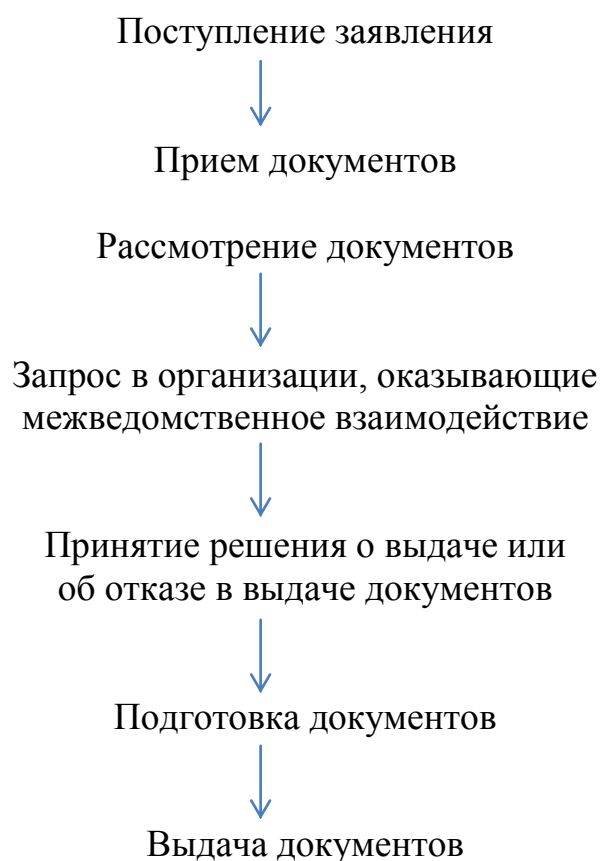 Поступление заявления
Прием документов
Рассмотрение документов
Запрос в организации, оказывающие
межведомственное взаимодействие
Принятие решения о выдаче или
об отказе в выдаче документов
Подготовка документов
Выдача документов